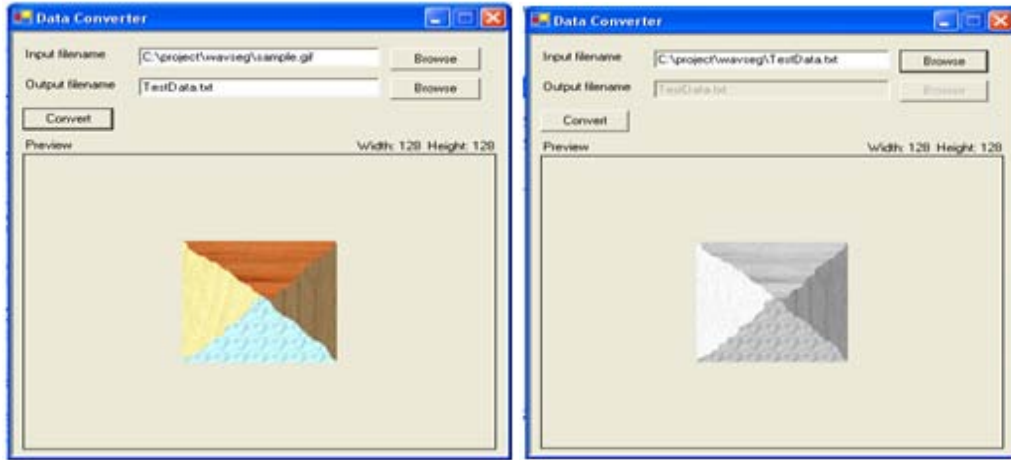 Data Converter
Input filename C:\project\wavseg\sample.gif Browse
Output filename TestData.txt Browse
Convert
Preview Width: 128 Height: 128
Data Converter
Input filename C:\project\wavseg\TestData.txt Browse
Output filename TestData.txt Browse
Convert
Preview Width: 128 Height: 128